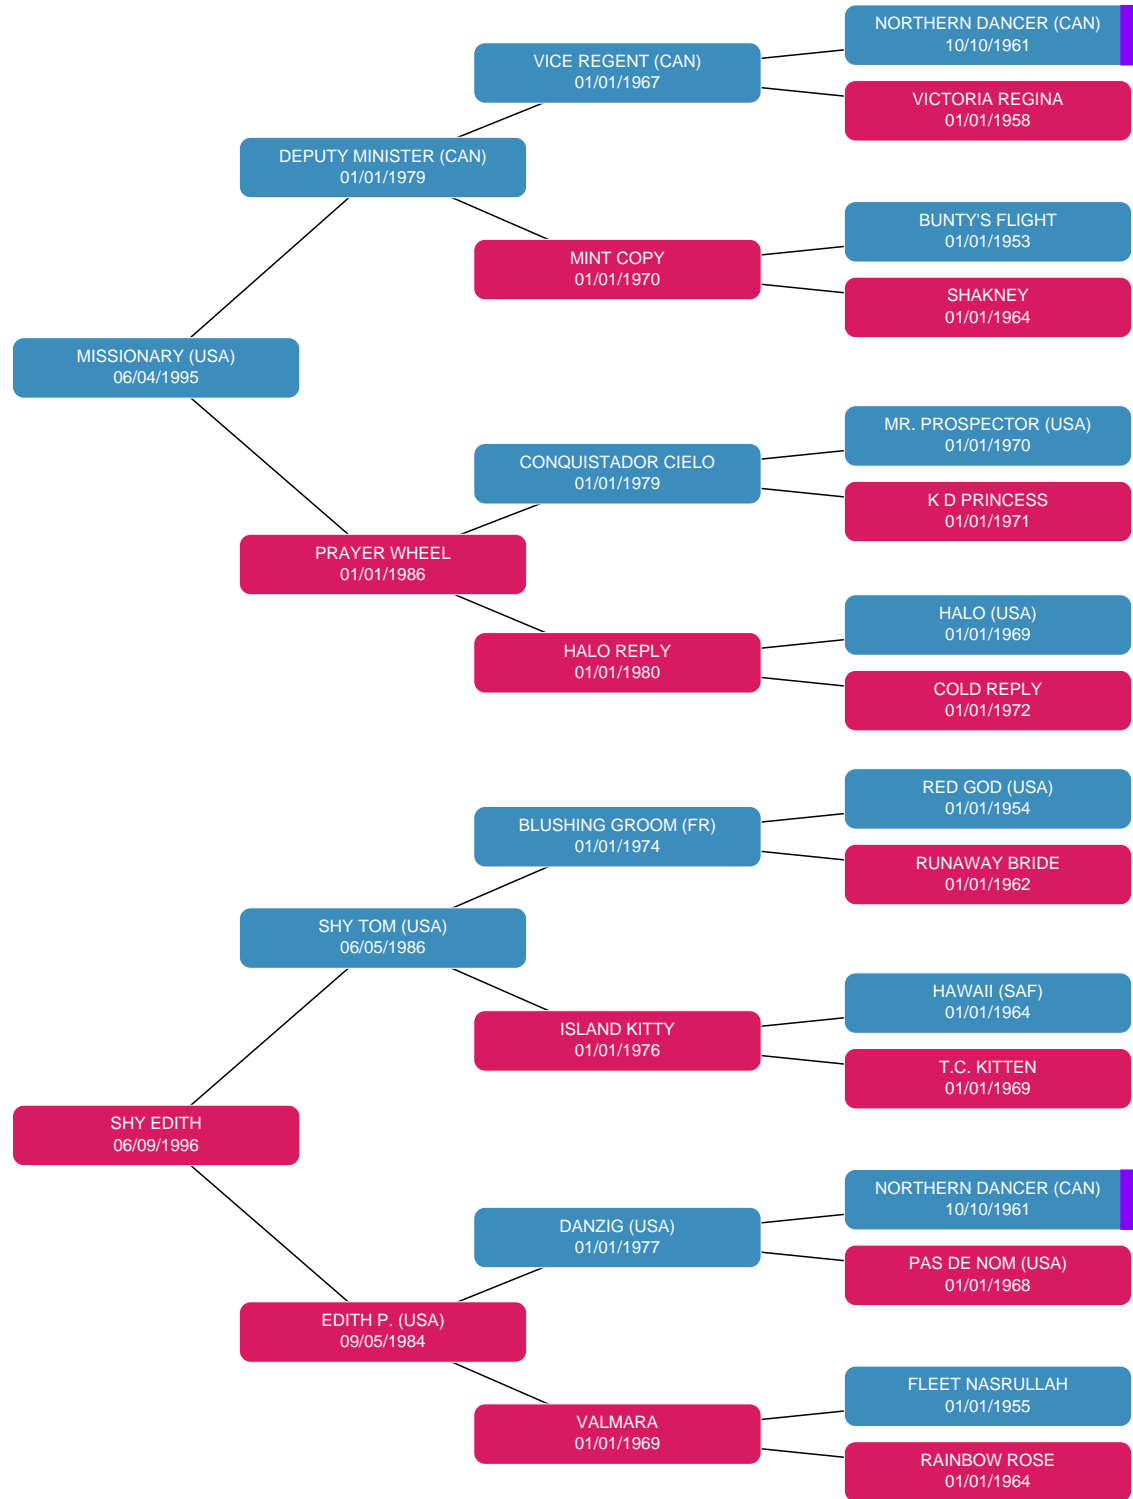 NORTHERN DANCER (CAN)
10/10/1961
VICE REGENT (CAN)
01/01/1967
VICTORIA REGINA
01/01/1958
DEPUTY MINISTER (CAN)
01/01/1979
BUNTY'S FLIGHT
01/01/1953
MINT COPY
01/01/1970
SHAKNEY
01/01/1964
MISSIONARY (USA)
06/04/1995
MR. PROSPECTOR (USA)
01/01/1970
CONQUISTADOR CIELO
01/01/1979
K D PRINCESS
01/01/1971
PRAYER WHEEL
01/01/1986
HALO (USA)
01/01/1969
HALO REPLY
01/01/1980
COLD REPLY
01/01/1972
RED GOD (USA)
01/01/1954
BLUSHING GROOM (FR)
01/01/1974
RUNAWAY BRIDE
01/01/1962
SHY TOM (USA)
06/05/1986
HAWAII (SAF)
01/01/1964
ISLAND KITTY
01/01/1976
T.C. KITTEN
01/01/1969
SHY EDITH
06/09/1996
NORTHERN DANCER (CAN)
10/10/1961
DANZIG (USA)
01/01/1977
PAS DE NOM (USA)
01/01/1968
EDITH P. (USA)
09/05/1984
FLEET NASRULLAH
01/01/1955
VALMARA
01/01/1969
RAINBOW ROSE
01/01/1964